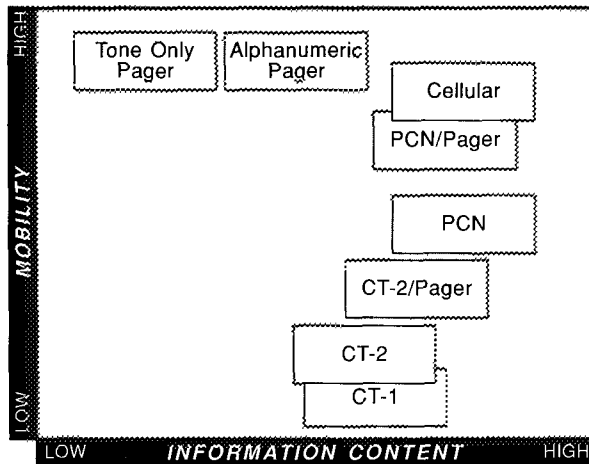 HIGH
Tone Only
Pager
Alphanumeric
Pager
Cellular
PCN/Pager
MOBILITY
PCN
CT-2/Pager
CT-2
CT-1
LOW
LOW
INFORMATION CONTENT
HIGH